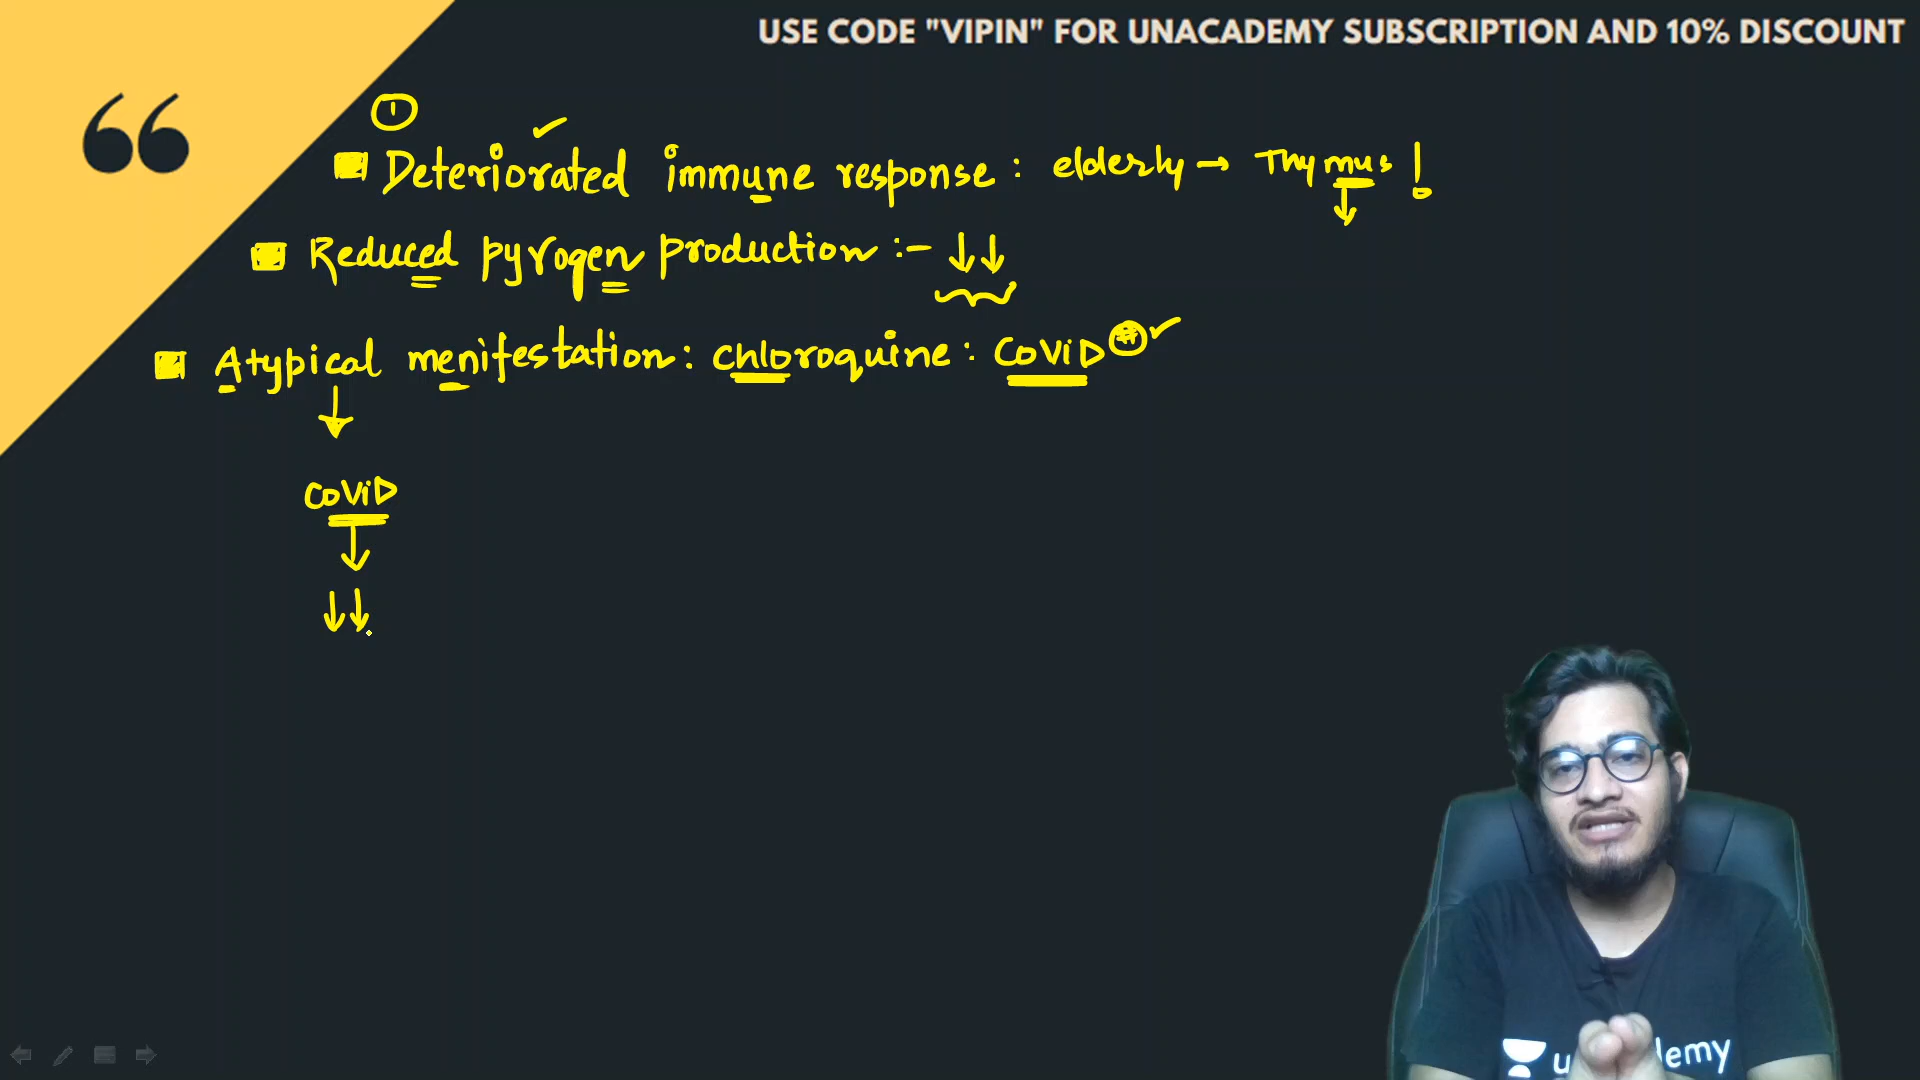 USE CODE "VIPIN" FOR UNACADEMY SUBSCRIPTION AND 10% DISCOUNT
1
Deteriorated immune response : elderly → Thymus !
Reduced pyrogen production :- ↓↓
Atypical menifestation : chloroquine : CoViD
CoViD
↓↓